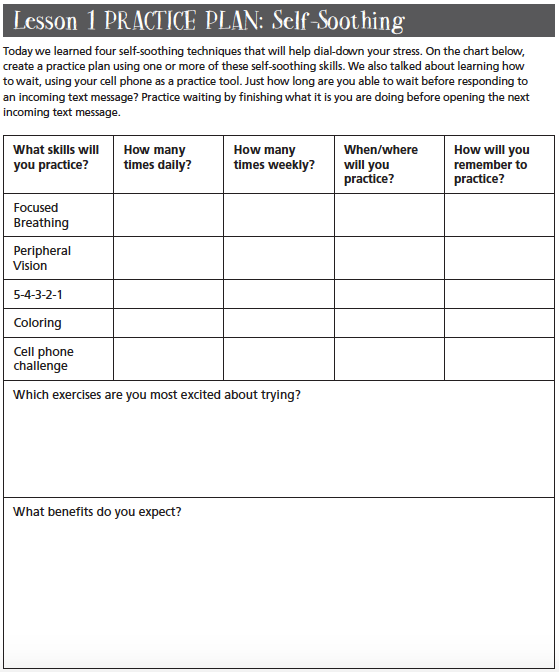 Lesson 1 PRACTICE PLAN: Self-Soothing
Today we learned four self-soothing techniques that will help dial-down your stress. On the chart below,
create a practice plan using one or more of these self-soothing skills. We also talked about learning how
to wait, using your cell phone as a practice tool. Just how long are you able to wait before responding to
an incoming text message? Practice waiting by finishing what it is you are doing before opening the next
incoming text message.
What skills will
you practice?
How many
times daily?
How many
times weekly?
When/where
will you
practice?
How will you
remember to
practice?
Focused
Breathing
Peripheral
Vision
5-4-3-2-1
Coloring
Cell phone
challenge
Which exercises are you most excited about trying?
What benefits do you expect?